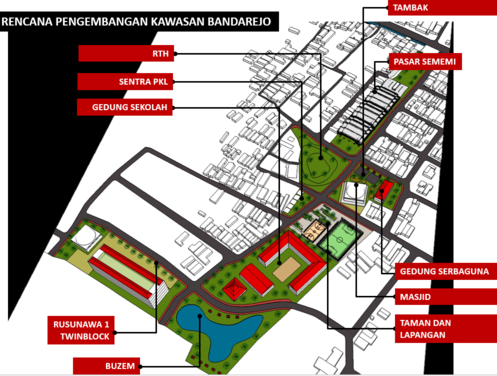 RENCANA PENGEMBANGAN KAWASAN BANDAREJO
TAMBAK
RTH
PASAR SEMEMI
SENTRA PKL
GEDUNG SEKOLAH
GEDUNG SERBAGUNA
MASJID
TAMAN DAN
LAPANGAN
RUSUNAWA 1
TWINBLOCK
BUZEM